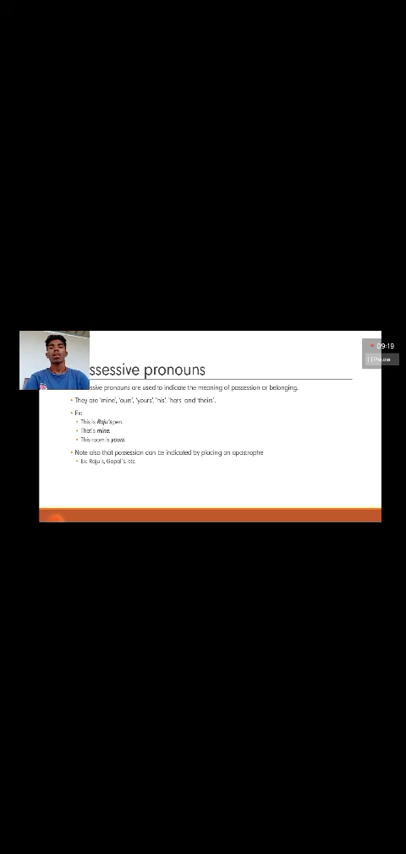 ssessive pronouns
ssive pronouns are used to indicate the meaning of possession or belonging.
• They are 'mine', 'ours', 'yours', 'his', 'hers' and 'theirs'.
• Ex:
• This is Raju's pen.
• That's mine.
• This room is yours.
• Note also that possession can be indicated by placing an apostrophe
• Ex: Raju's, Gopal's, etc.
09:19
Pause